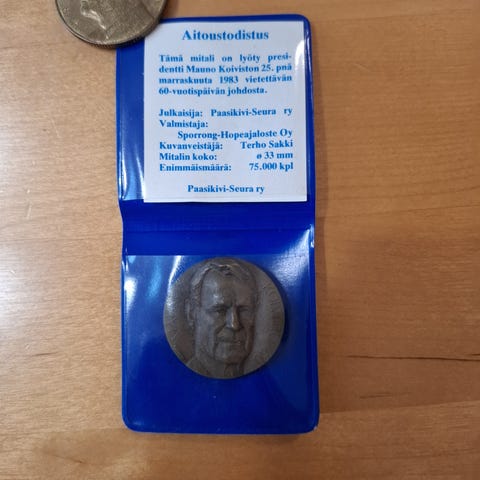 Aitoustodistus
Tämä mitali on lyöty presi-
dentti Mauno Koiviston 25. pnä
marraskuuta 1983 vietettävän
60-vuotispäivän johdosta.
Julkaisija: Paasikivi-Seura ry
Valmistaja:
Sporrong-Hopeajaloste Oy
Kuvanveistäjä: Terho Sakki
Mitalin koko: ø 33 mm
Enimmäismäärä: 75.000 kpl
Paasikivi-Seura ry